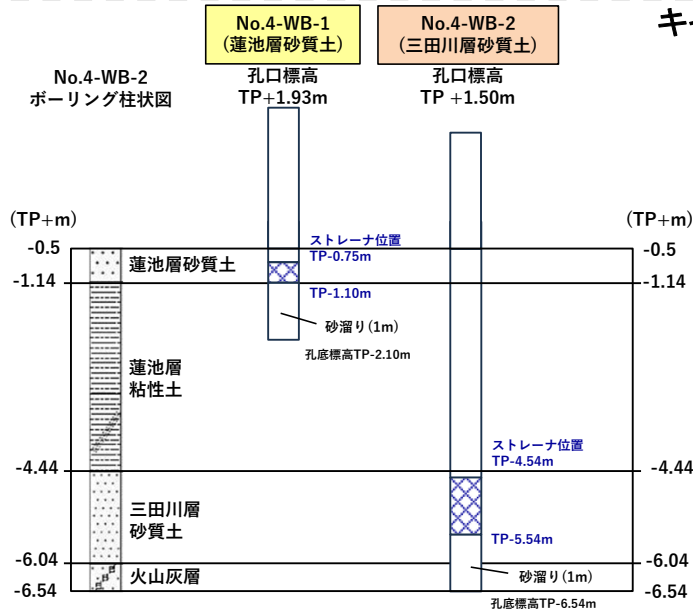 No.4-WB-1
(蓮池層砂質土)
No.4-WB-2
(三田川層砂質土)
孔口標高
TP+1.93m
孔口標高
TP +1.50m
No.4-WB-2
ボーリング柱状図
(TP+m)
(TP+m)
-0.5
-1.14
-4.44
-6.04
-6.54
蓮池層砂質土
蓮池層
粘性土
三田川層
砂質土
火山灰層
ストレーナ位置
TP-0.75m
TP-1.10m
砂溜り(1m)
孔底標高TP-2.10m
ストレーナ位置
TP-4.54m
TP-5.54m
砂溜り(1m)
孔底標高TP-6.54m
-0.5
-1.14
-4.44
-6.04
-6.54